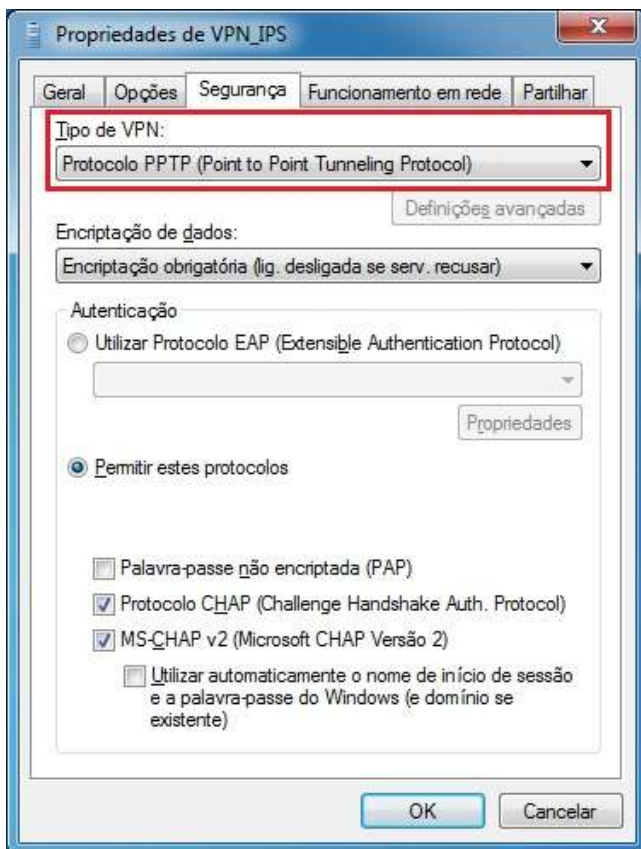 Propriedades de VPN_IPS
Geral Opções Segurança Funcionamento em rede Partilhar
Tipo de VPN:
Protocolo PPTP (Point to Point Tunneling Protocol)
Definições avançadas
Encriptação de dados:
Encriptação obrigatória (lig. desligada se serv. recusar)
Autenticação
Utilizar Protocolo EAP (Extensible Authentication Protocol)
Propriedades
Permitir estes protocolos
Palavra-passe não encriptada (PAP)
Protocolo CHAP (Challenge Handshake Auth. Protocol)
MS-CHAP v2 (Microsoft CHAP Versão 2)
Utilizar automaticamente o nome de início de sessão
e a palavra-passe do Windows (e domínio se
existente)
OK Cancelar